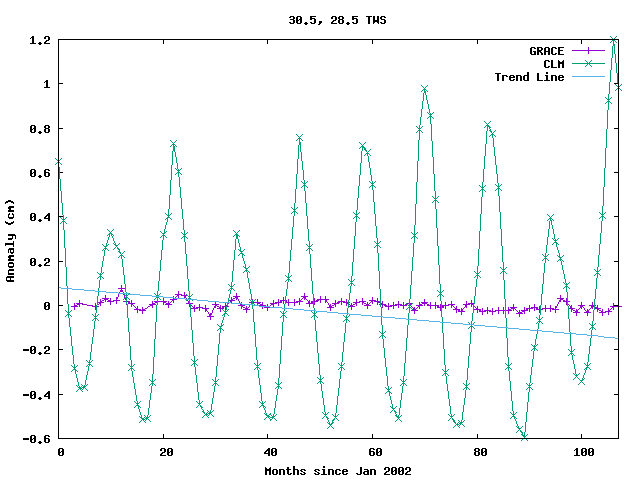 30.5, 28.5 TWS
GRACE
CLM
Trend Line
1.2
1
0.8
0.6
0.4
0.2
0
-0.2
-0.4
-0.6
Anomaly (cm)
0 20 40 60 80 100
Months since Jan 2002